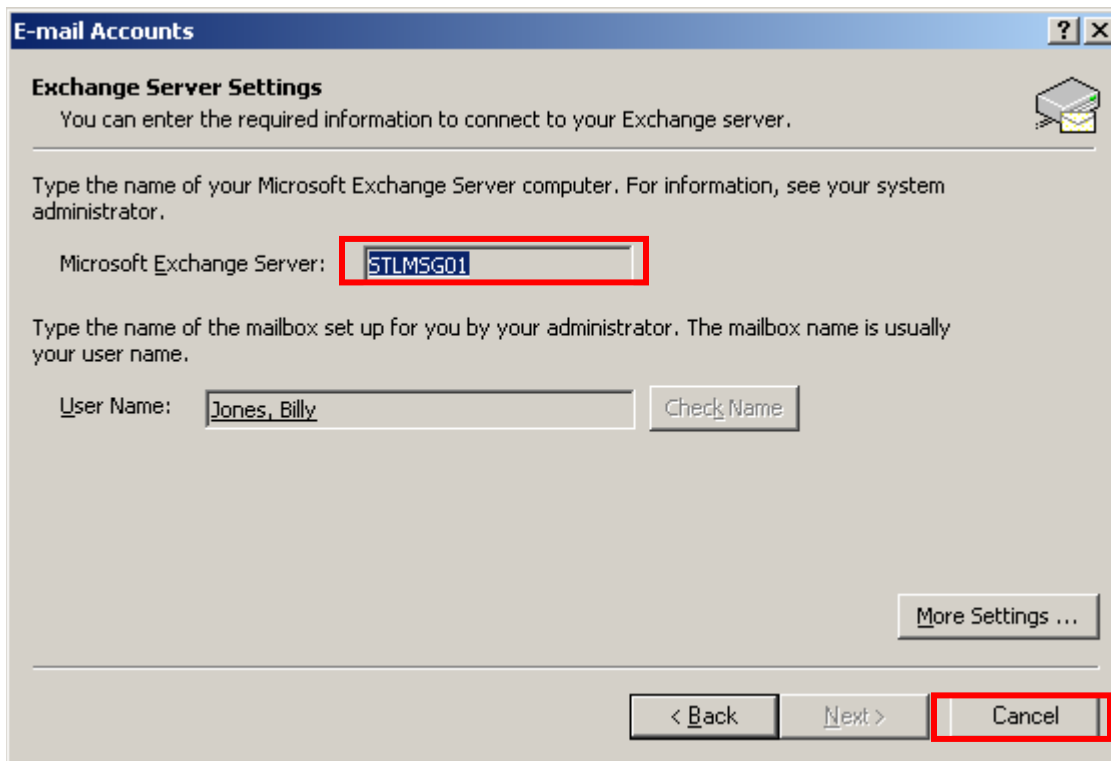 E-mail Accounts
Exchange Server Settings
You can enter the required information to connect to your Exchange server.
Type the name of your Microsoft Exchange Server computer. For information, see your system
administrator.
Microsoft Exchange Server: STLMSG01
Type the name of the mailbox set up for you by your administrator. The mailbox name is usually
your user name.
User Name: Jones, Billy Check Name
More Settings ...
< Back Next > Cancel